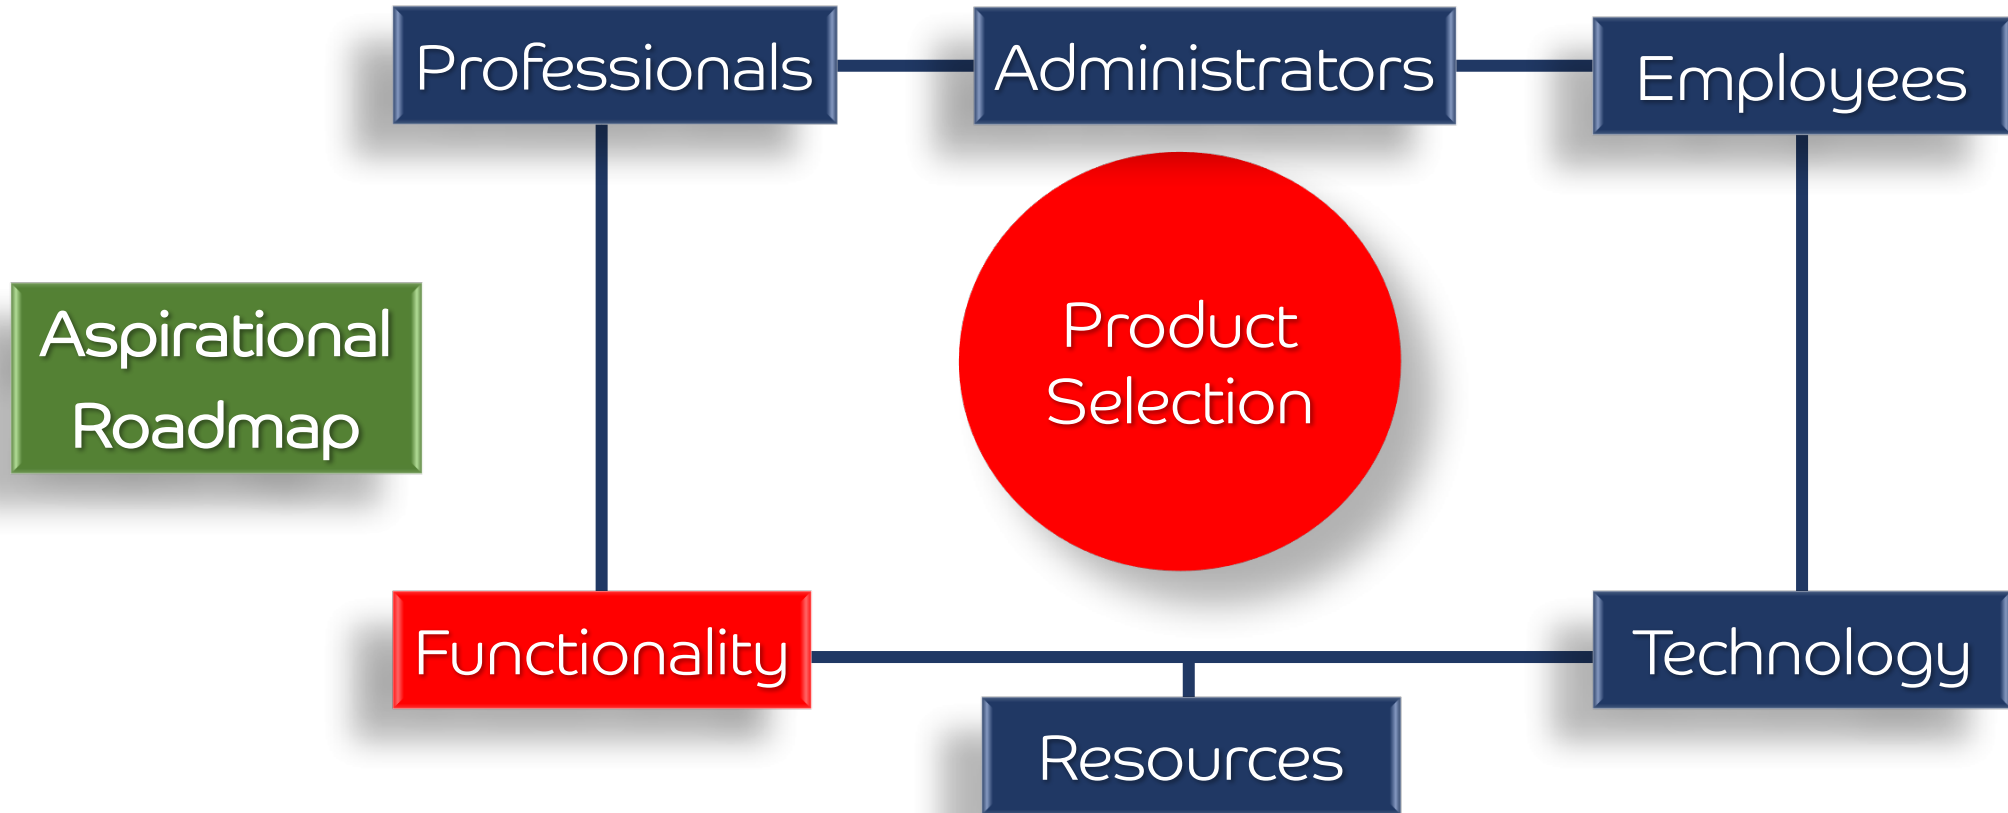 Professionals
Administrators
Employees
Aspirational
Roadmap
Product
Selection
Functionality
Technology
Resources